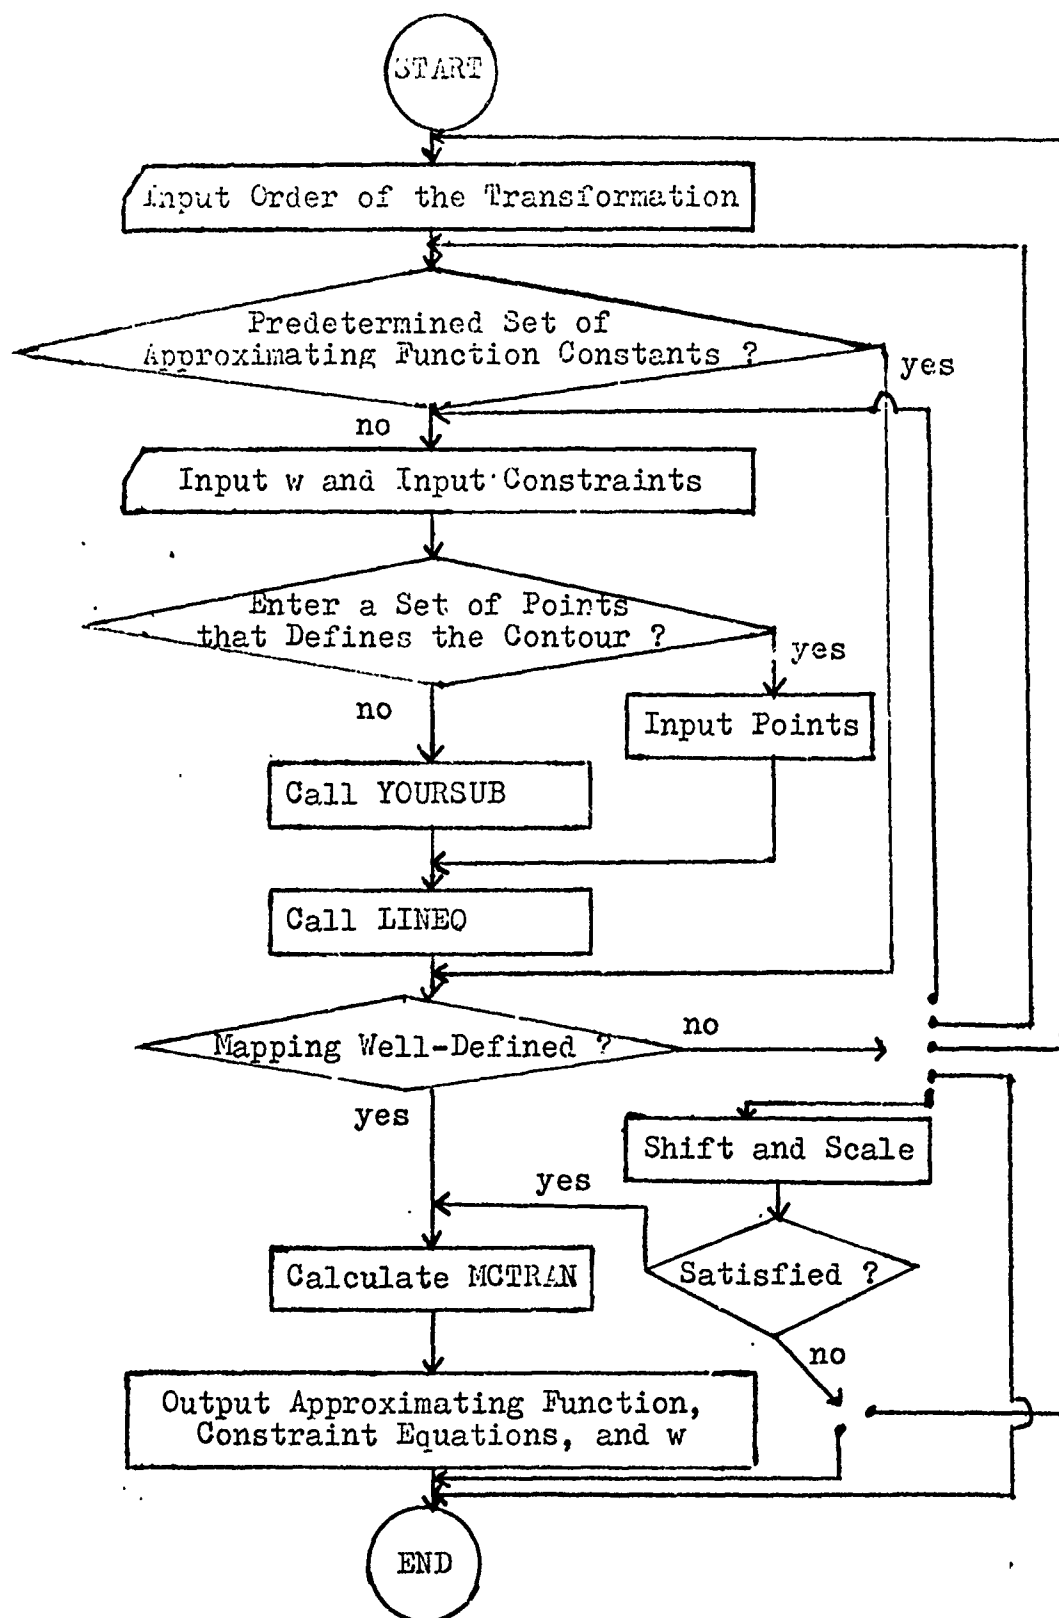 START
Input Order of the Transformation
Predetermined Set of
Approximating Function Constants ?
yes
no
Input w and Input Constraints
Enter a Set of Points
that Defines the Contour ?
yes
no
Input Points
Call YOURSUB
Call LINEQ
Mapping Well-Defined ?
no
yes
Shift and Scale
yes
Calculate MCTRAN
Satisfied ?
no
Output Approximating Function,
Constraint Equations, and w
END